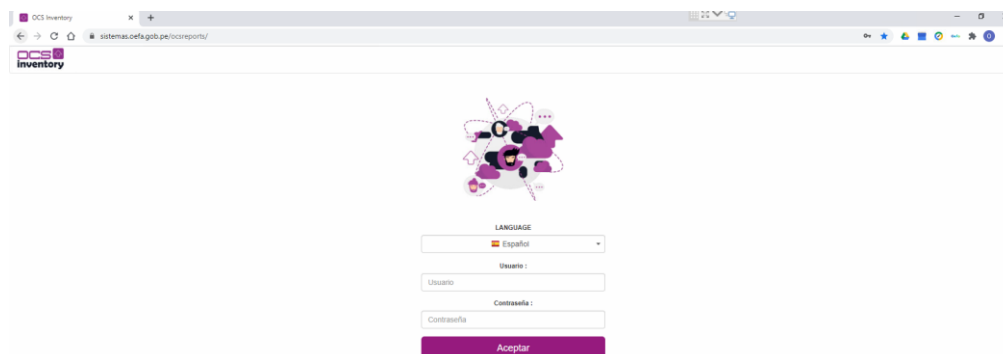 OCS Inventory
sistemas.oefa.gob.pe/ocsreports/
OCS
inventory
LANGUAGE
Español
Usuario :
Usuario
Contraseña :
Contraseña
Aceptar